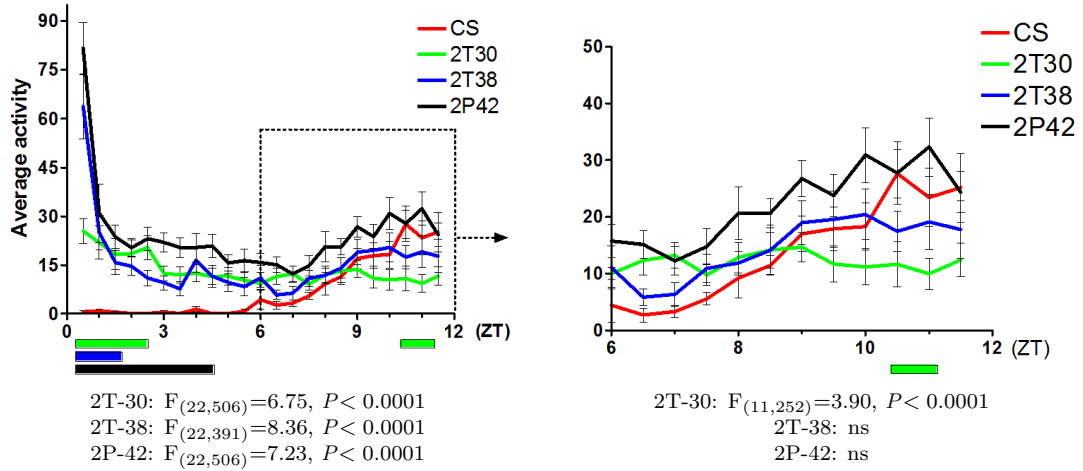 90
75
60
45
30
15
0
Average activity
CS
2T30
2T38
2P42
0 3 6 9 12 (ZT)
2T-30: F(22,506)=6.75, P< 0.0001
2T-38: F(22,391)=8.36, P< 0.0001
2P-42: F(22,506)=7.23, P< 0.0001
50
40
30
20
10
0
CS
2T30
2T38
2P42
6 8 10 12 (ZT)
2T-30: F(11,252)=3.90, P< 0.0001
2T-38: ns
2P-42: ns